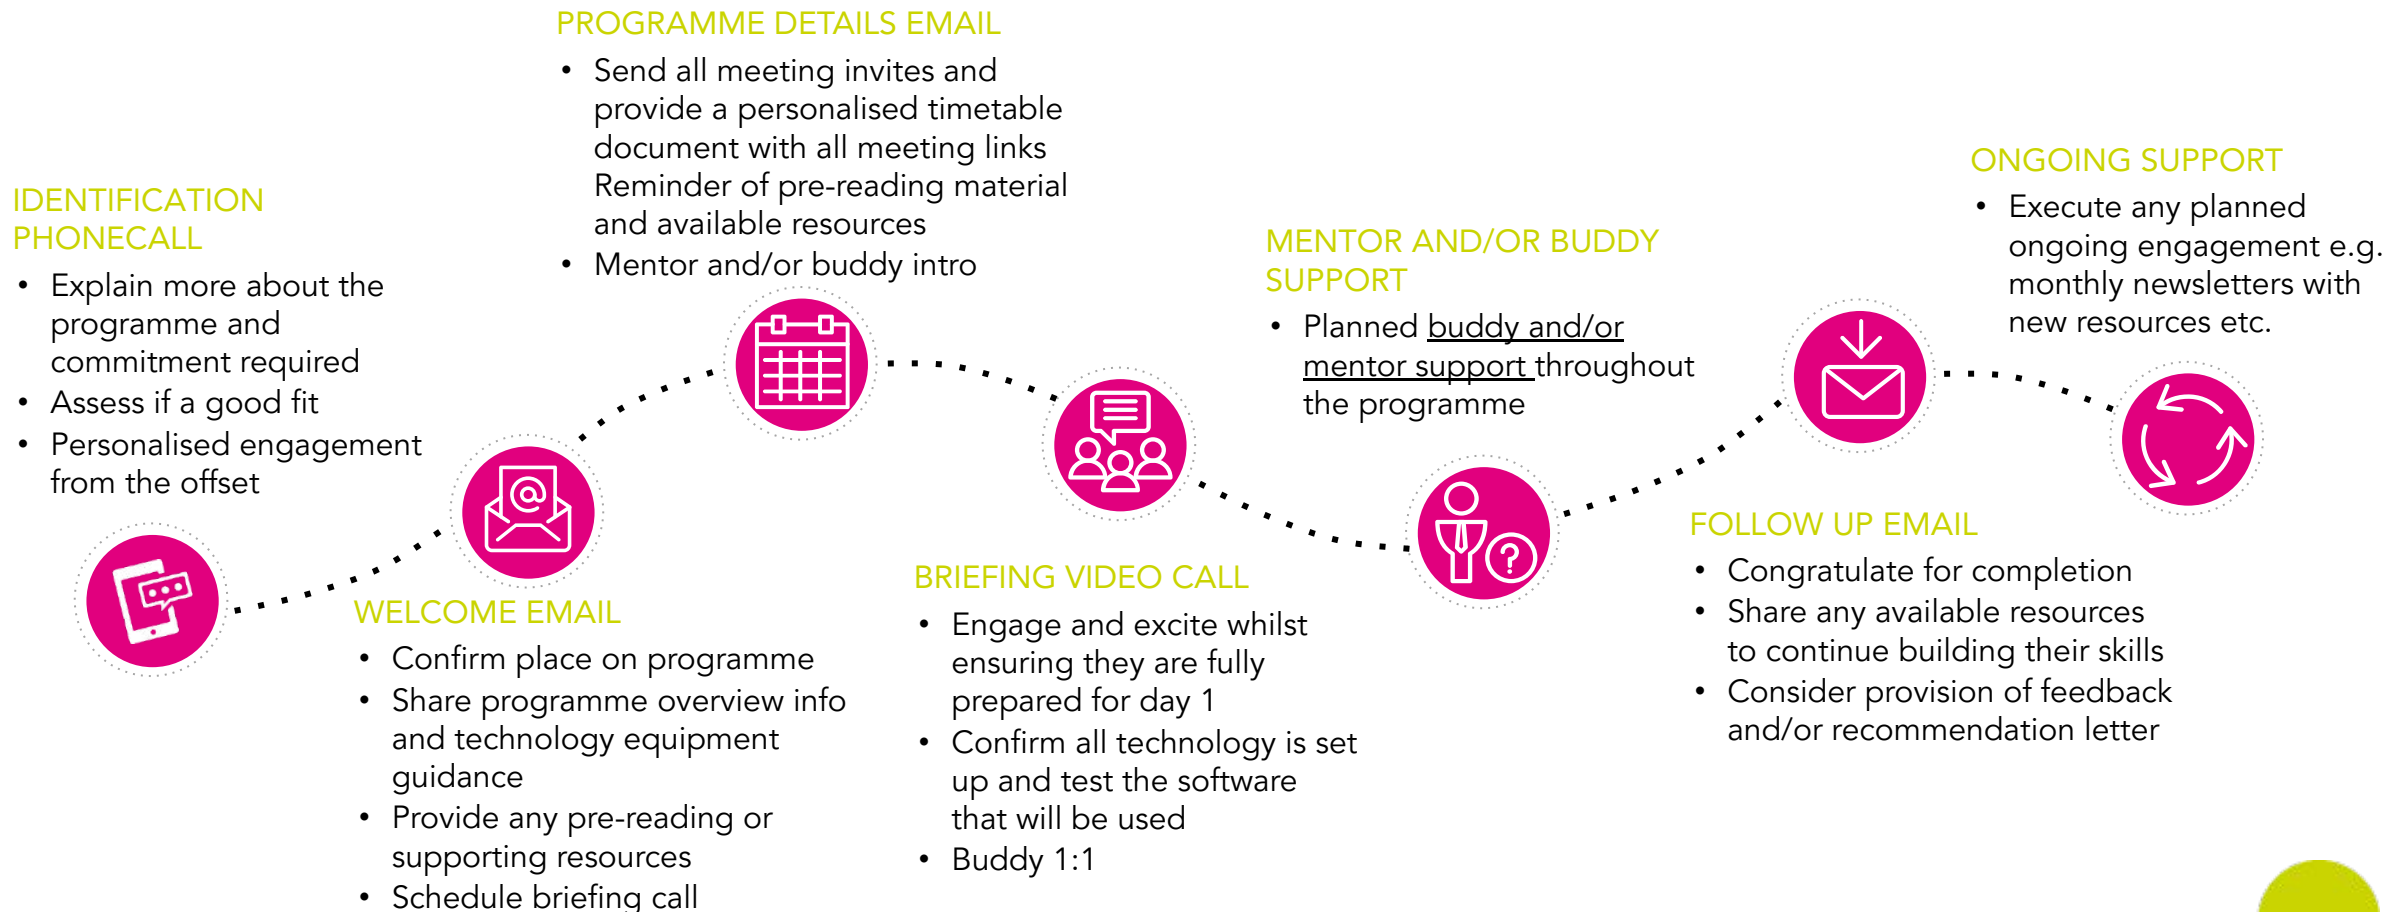 IDENTIFICATION
PHONECALL
• Explain more about the
programme and
commitment required
• Assess if a good fit
• Personalised engagement
from the offset
WELCOME EMAIL
• Confirm place on programme
• Share programme overview info
and technology equipment
guidance
• Provide any pre-reading or
supporting resources
• Schedule briefing call
PROGRAMME DETAILS EMAIL
• Send all meeting invites and
provide a personalised timetable
document with all meeting links
Reminder of pre-reading material
and available resources
• Mentor and/or buddy intro
BRIEFING VIDEO CALL
• Engage and excite whilst
ensuring they are fully
prepared for day 1
• Confirm all technology is set
up and test the software
that will be used
• Buddy 1:1
MENTOR AND/OR BUDDY
SUPPORT
• Planned buddy and/or
mentor support throughout
the programme
FOLLOW UP EMAIL
• Congratulate for completion
• Share any available resources
to continue building their skills
• Consider provision of feedback
and/or recommendation letter
ONGOING SUPPORT
• Execute any planned
ongoing engagement e.g.
monthly newsletters with
new resources etc.